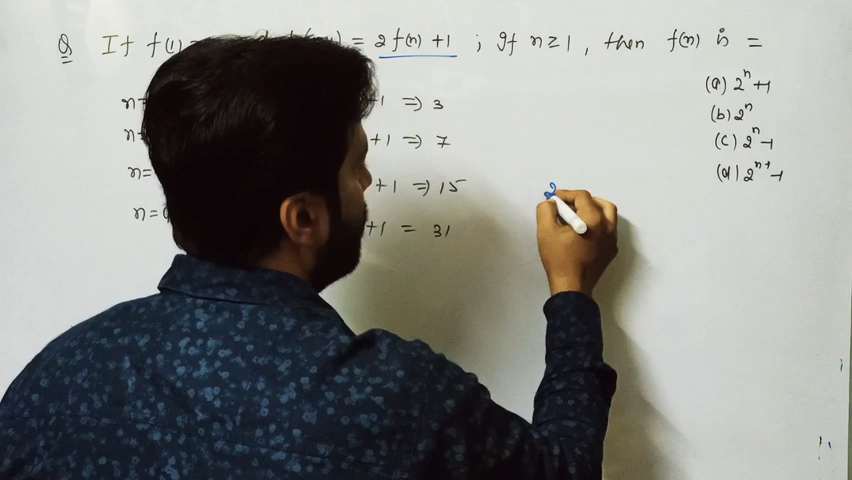 Q If f(1) = = 2f(n) +1 ; If n ≥ 1 , then f(n) is =
(a) 2^n +1
n +1 => 3
(b) 2^n
n +1 => 7
(c) 2^n -1
n= +1 => 15
(d) 2^n+1 -1
n= +1 = 31
2